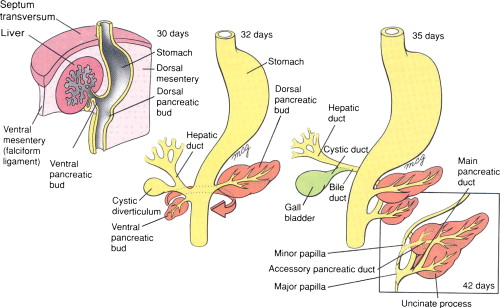 Septum
transversum
Liver
30 days
Stomach
Dorsal
mesentery
Dorsal
pancreatic
bud
Ventral
mesentery
(falciform
ligament)
Ventral
pancreatic
bud
32 days
Stomach
Dorsal
pancreatic
bud
Hepatic
duct
Cystic
diverticulum
Ventral
pancreatic
bud
35 days
Hepatic
duct
Cystic duct
Bile
duct
Gall
bladder
Main
pancreatic
duct
Minor papilla
Accessory pancreatic duct
Major papilla
42 days
Uncinate process